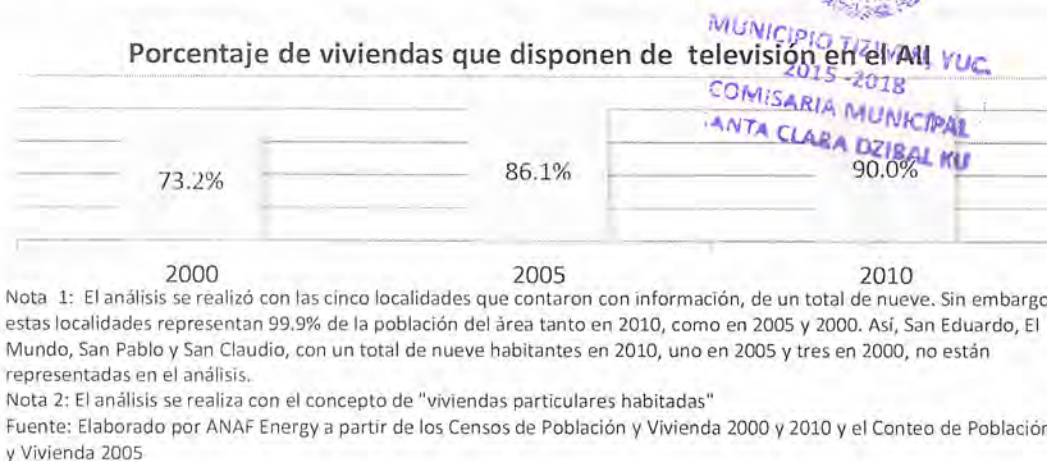 MUNICIPIO TIZIMIN, YUC.
2015 -2018
COMISARIA MUNICIPAL
SANTA CLARA DZIBAL KU
Porcentaje de viviendas que disponen de televisión en el AII
73.2%
86.1%
90.0%
2000
2005
2010
Nota 1: El análisis se realizó con las cinco localidades que contaron con información, de un total de nueve. Sin embargo
estas localidades representan 99.9% de la población del área tanto en 2010, como en 2005 y 2000. Así, San Eduardo, El
Mundo, San Pablo y San Claudio, con un total de nueve habitantes en 2010, uno en 2005 y tres en 2000, no están
representadas en el análisis.
Nota 2: El análisis se realiza con el concepto de "viviendas particulares habitadas"
Fuente: Elaborado por ANAF Energy a partir de los Censos de Población y Vivienda 2000 y 2010 y el Conteo de Población
y Vivienda 2005